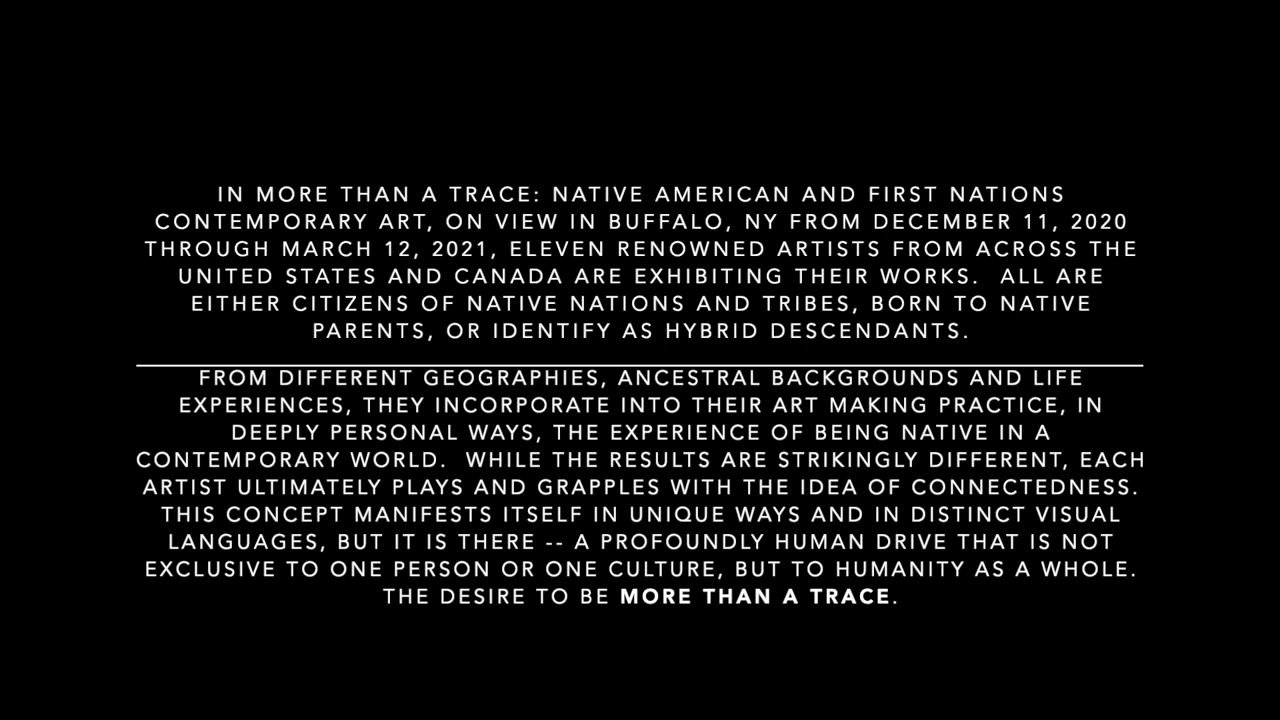 IN MORE THAN A TRACE: NATIVE AMERICAN AND FIRST NATIONS
CONTEMPORARY ART, ON VIEW IN BUFFALO, NY FROM DECEMBER 11, 2020
THROUGH MARCH 12, 2021, ELEVEN RENOWNED ARTISTS FROM ACROSS THE
UNITED STATES AND CANADA ARE EXHIBITING THEIR WORKS.  ALL ARE
EITHER CITIZENS OF NATIVE NATIONS AND TRIBES, BORN TO NATIVE
PARENTS, OR IDENTIFY AS HYBRID DESCENDANTS.
FROM DIFFERENT GEOGRAPHIES, ANCESTRAL BACKGROUNDS AND LIFE
EXPERIENCES, THEY INCORPORATE INTO THEIR ART MAKING PRACTICE, IN
DEEPLY PERSONAL WAYS, THE EXPERIENCE OF BEING NATIVE IN A
CONTEMPORARY WORLD.  WHILE THE RESULTS ARE STRIKINGLY DIFFERENT, EACH
ARTIST ULTIMATELY PLAYS AND GRAPPLES WITH THE IDEA OF CONNECTEDNESS.
THIS CONCEPT MANIFESTS ITSELF IN UNIQUE WAYS AND IN DISTINCT VISUAL
LANGUAGES, BUT IT IS THERE -- A PROFOUNDLY HUMAN DRIVE THAT IS NOT
EXCLUSIVE TO ONE PERSON OR ONE CULTURE, BUT TO HUMANITY AS A WHOLE.
THE DESIRE TO BE MORE THAN A TRACE.